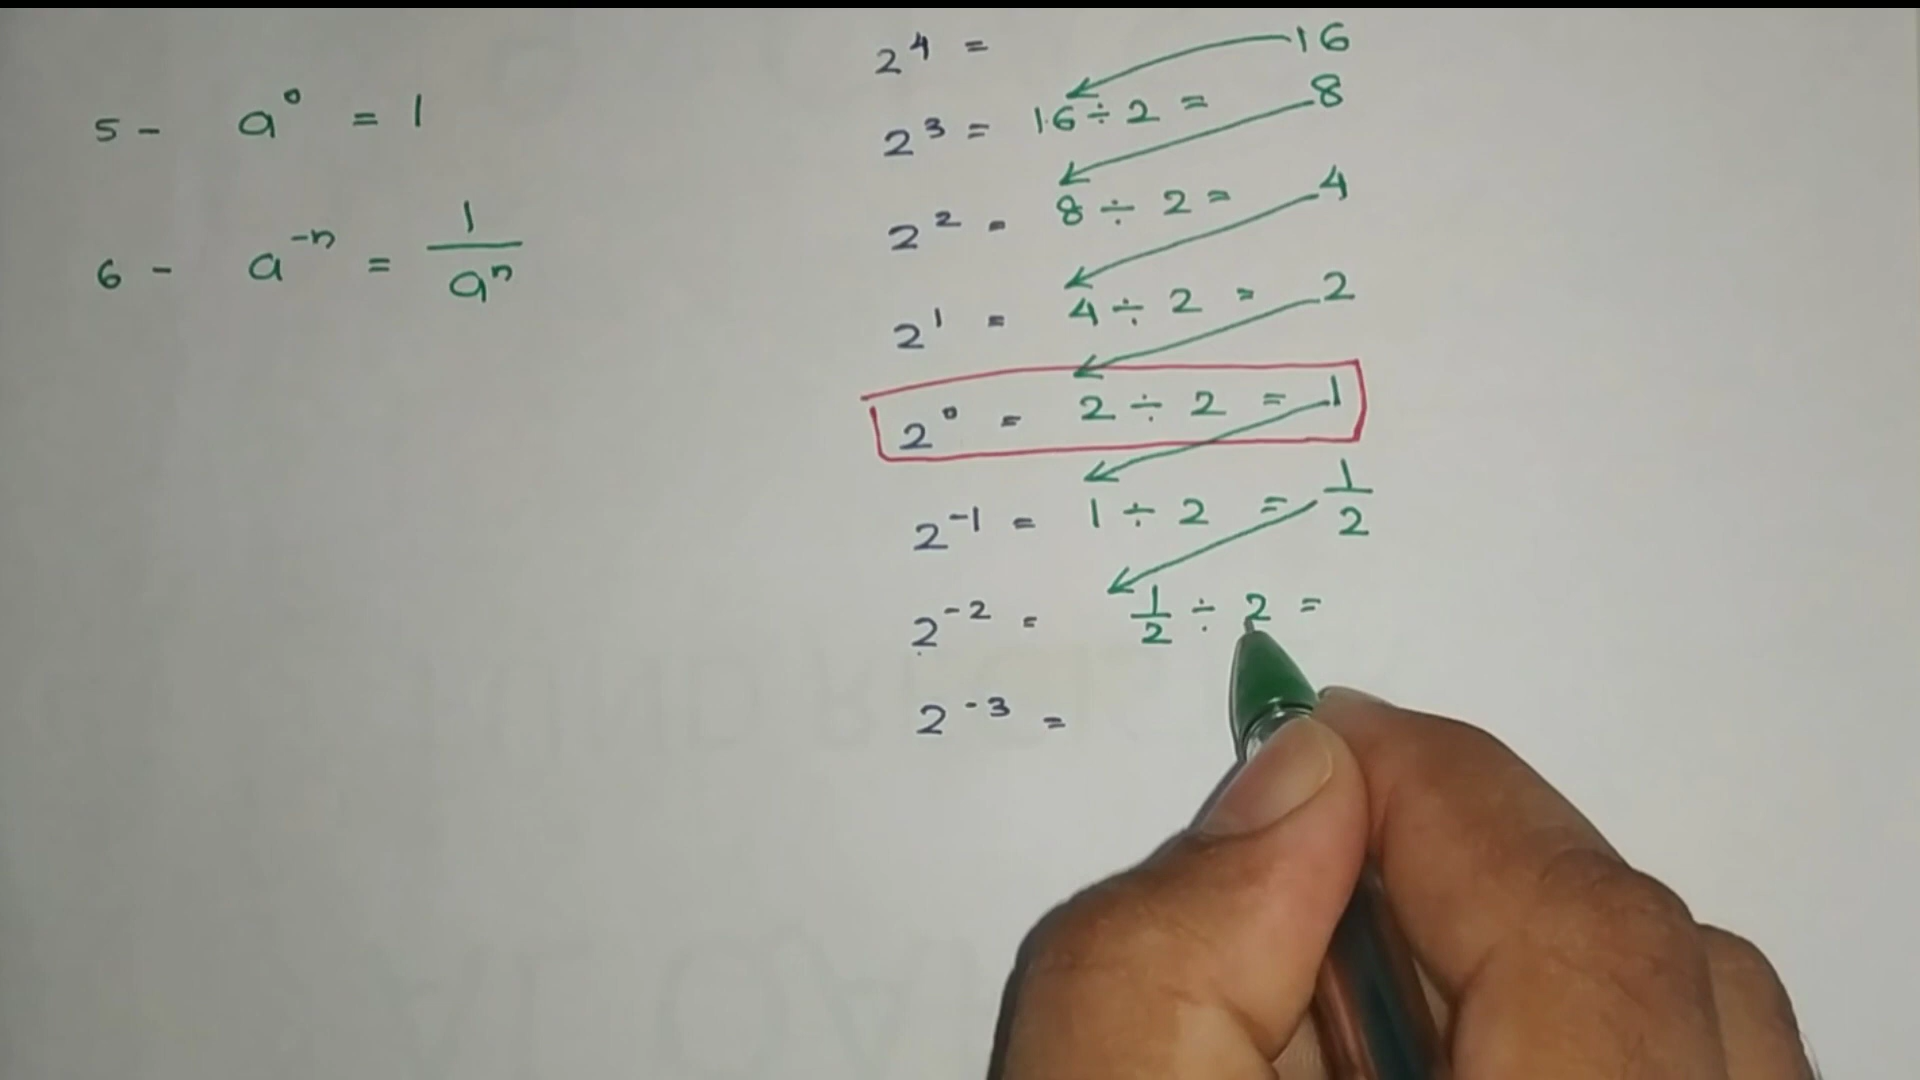 5 - a⁰ = 1
6 - a⁻ⁿ = 1/aⁿ
2⁴ = 16
2³ = 16 ÷ 2 = 8
2² = 8 ÷ 2 = 4
2¹ = 4 ÷ 2 = 2
2⁰ = 2 ÷ 2 = 1
2⁻¹ = 1 ÷ 2 = 1/2
2⁻² = 1/2 ÷ 2 =
2⁻³ =